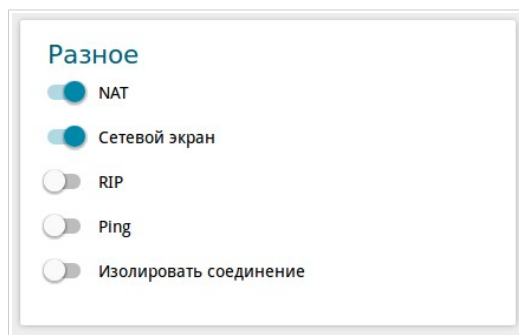 Разное
NAT
Сетевой экран
RIP
Ping
Изолировать соединение